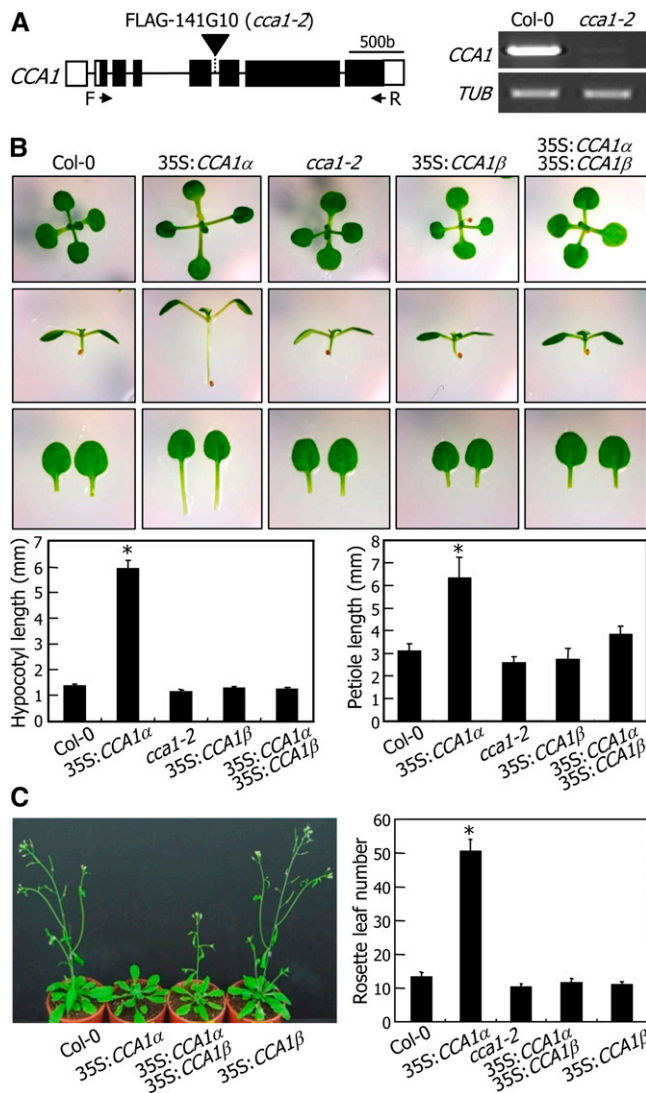 A
FLAG-141G10 (cca1-2)
500b
CCA1
F
R
Col-0 cca1-2
CCA1
TUB
B
Col-0 35S:CCA1α cca1-2 35S:CCA1β 35S:CCA1α
35S:CCA1β
Hypocotyl length (mm)
7
6
5
4
3
2
1
0
*
Col-0
35S:CCA1α
cca1-2
35S:CCA1β
35S:CCA1α
35S:CCA1β
Petiole length (mm)
8
7
6
5
4
3
2
1
0
*
Col-0
35S:CCA1α
cca1-2
35S:CCA1β
35S:CCA1α
35S:CCA1β
C
Col-0
35S:CCA1α
35S:CCA1α
35S:CCA1β
35S:CCA1β
Rosette leaf number
60
50
40
30
20
10
0
*
Col-0
35S:CCA1α
cca1-2
35S:CCA1α
35S:CCA1β
35S:CCA1β